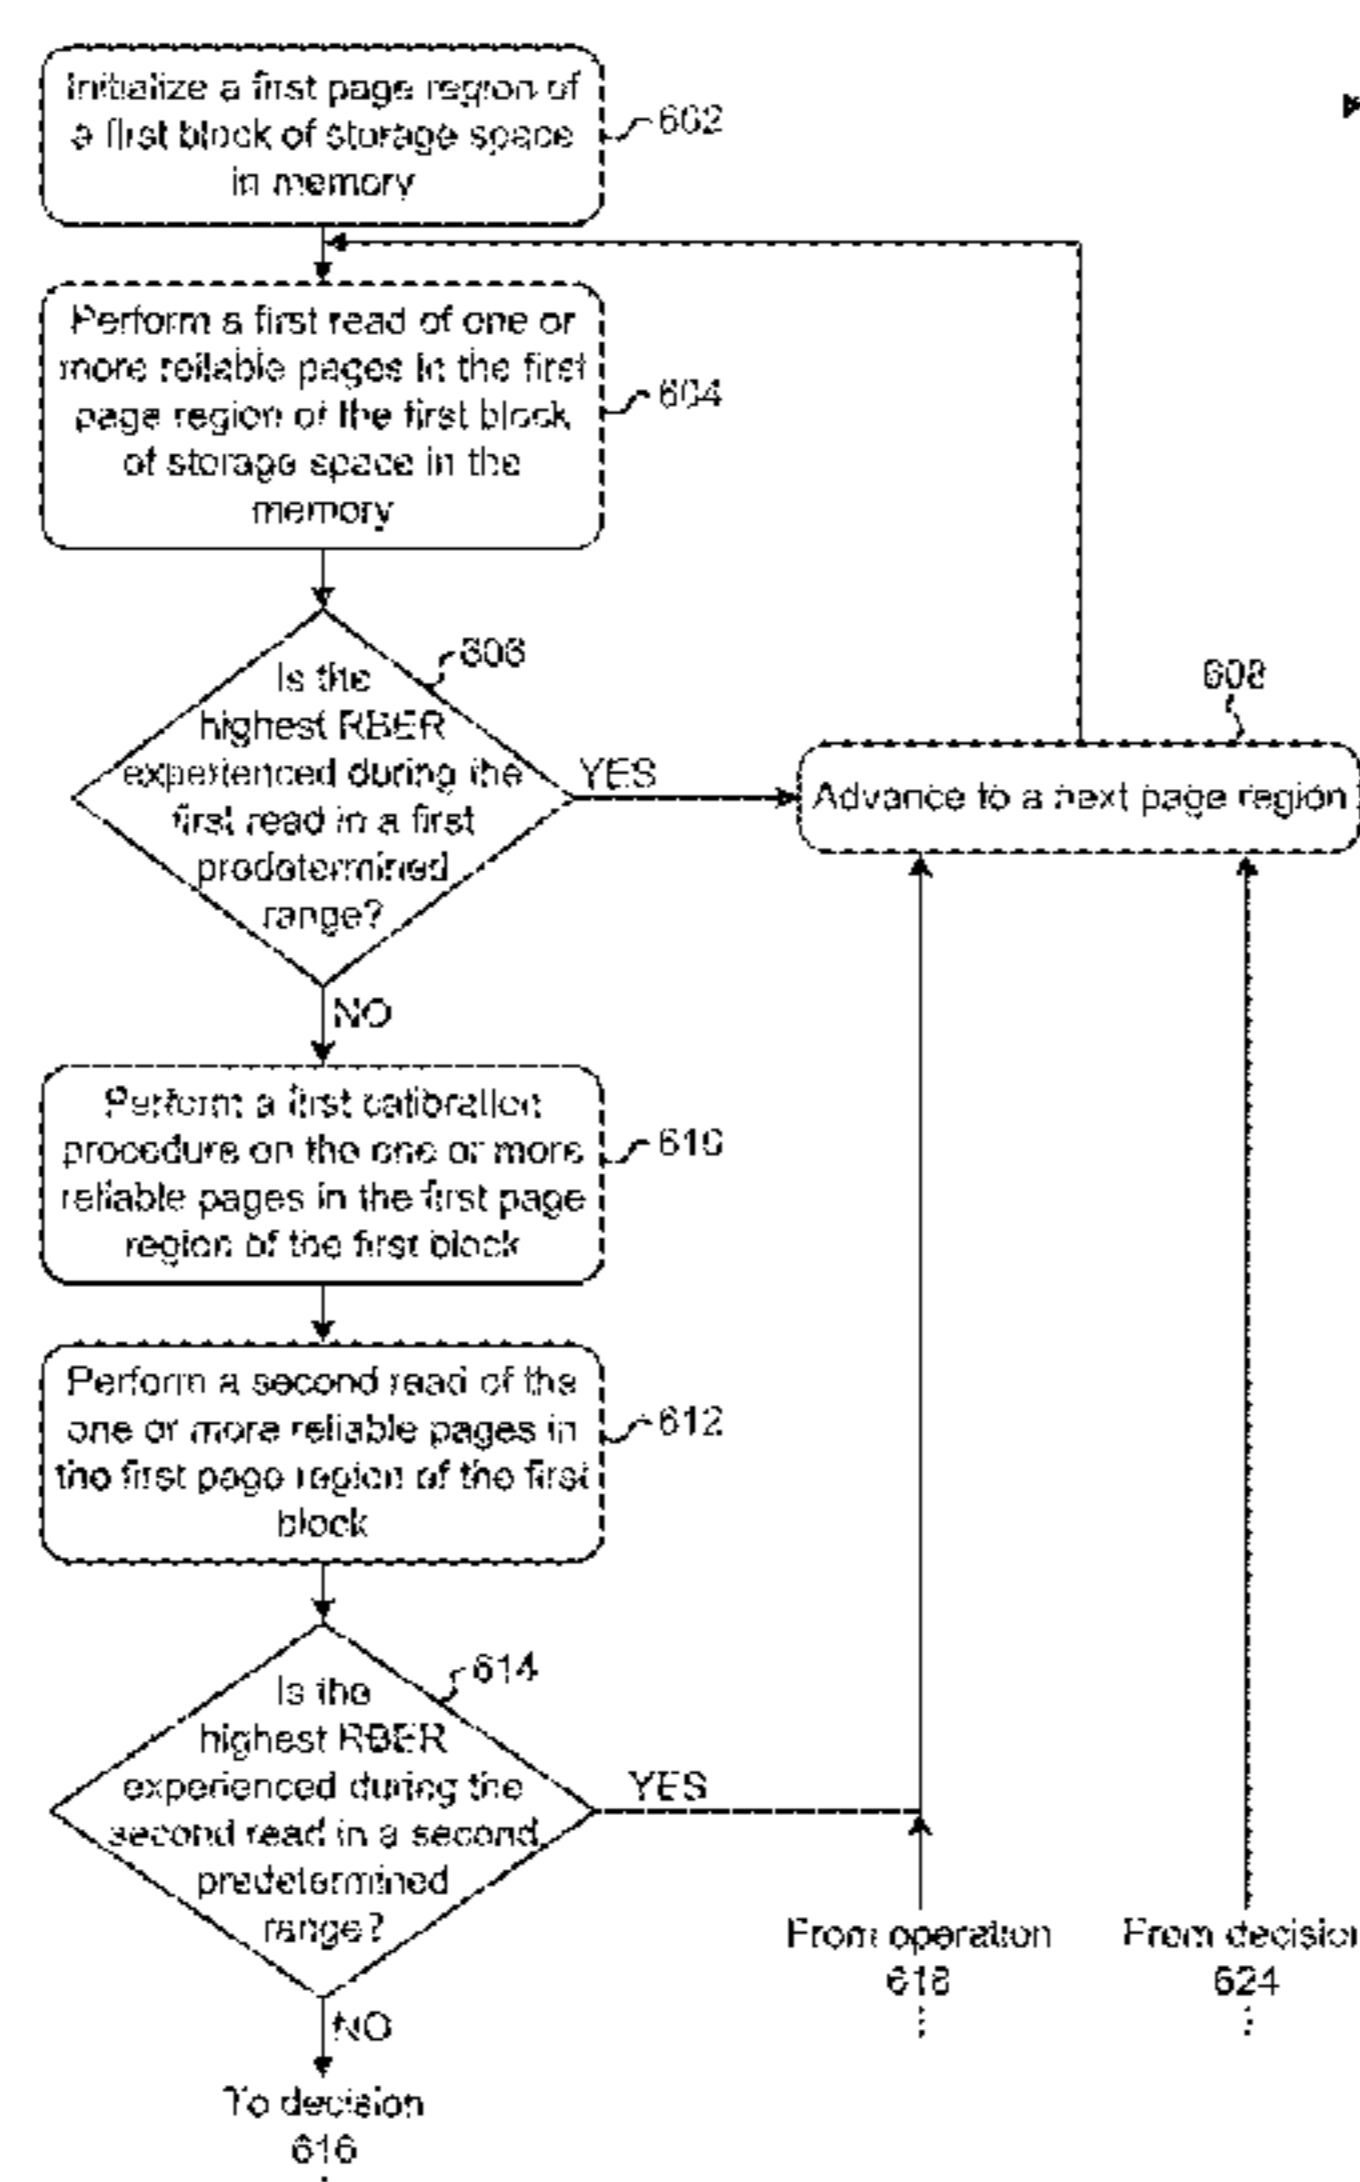 Initialize a first page region of
a first block of storage space
in memory
602
Perform a first read of one or
more reliable pages in the first
page region of the first block
of storage space in the
memory
604
606
Is the
highest RBER
experienced during the
first read in a first
predetermined
range?
YES
608
Advance to a next page region
NO
Perform a first calibration
procedure on the one or more
reliable pages in the first page
region of the first block
610
Perform a second read of the
one or more reliable pages in
the first page region of the first
block
612
614
Is the
highest RBER
experienced during the
second read in a second
predetermined
range?
YES
From operation
618
From decision
624
NO
To decision
616